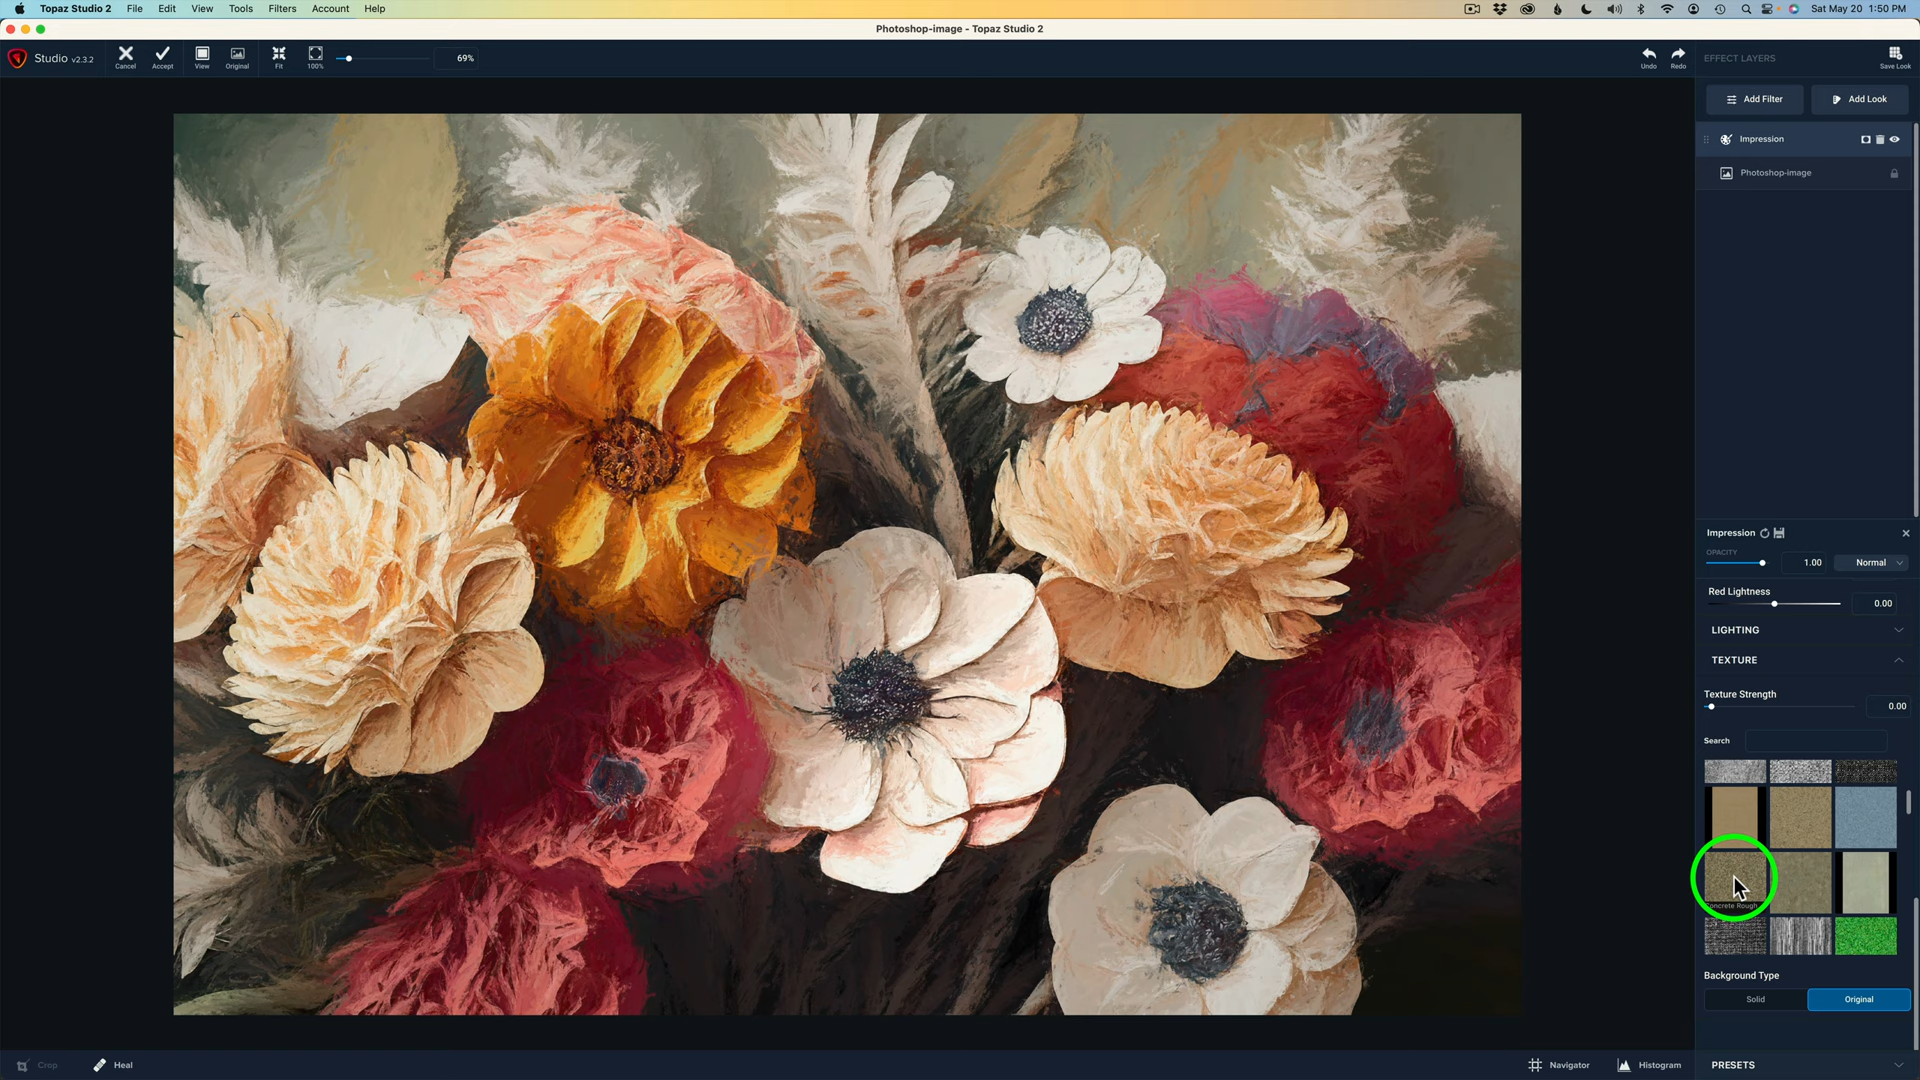 Topaz Studio 2 File Edit View Tools Filters Account Help Sat May 20 1:50 PM
Photoshop-image - Topaz Studio 2
Studio v2.3.2 Cancel Accept View Original Fit 100% 69% Undo Redo EFFECT LAYERS Save Look
Add Filter Add Look
Impression
Photoshop-image
Impression
OPACITY
1.00 Normal
Red Lightness
0.00
LIGHTING
TEXTURE
Texture Strength
0.00
Search
Concrete Rough
Background Type
Solid Original
Crop Heal Navigator Histogram PRESETS